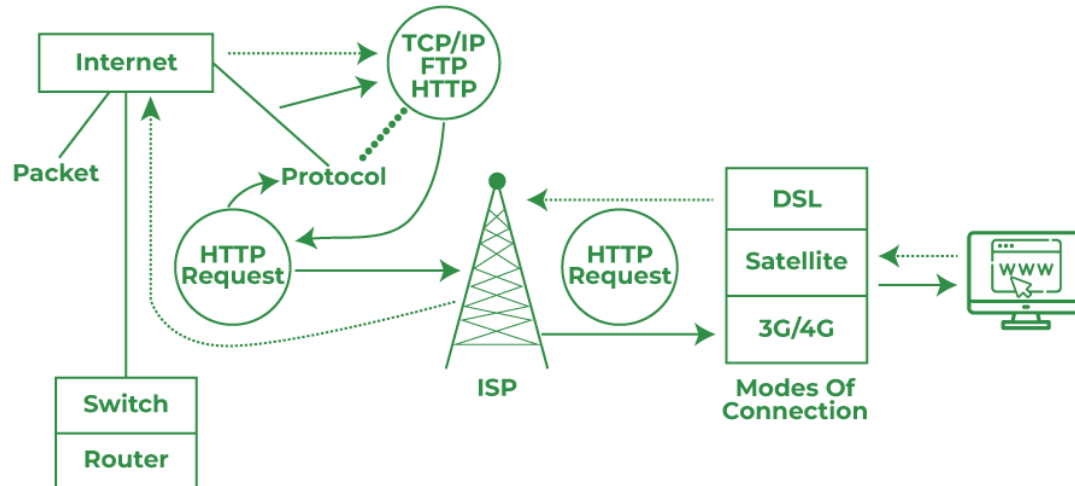 Internet
TCP/IP
FTP
HTTP
Packet
Protocol
HTTP
Request
HTTP
Request
DSL
Satellite
3G/4G
WWW
ISP
Modes Of
Connection
Switch
Router